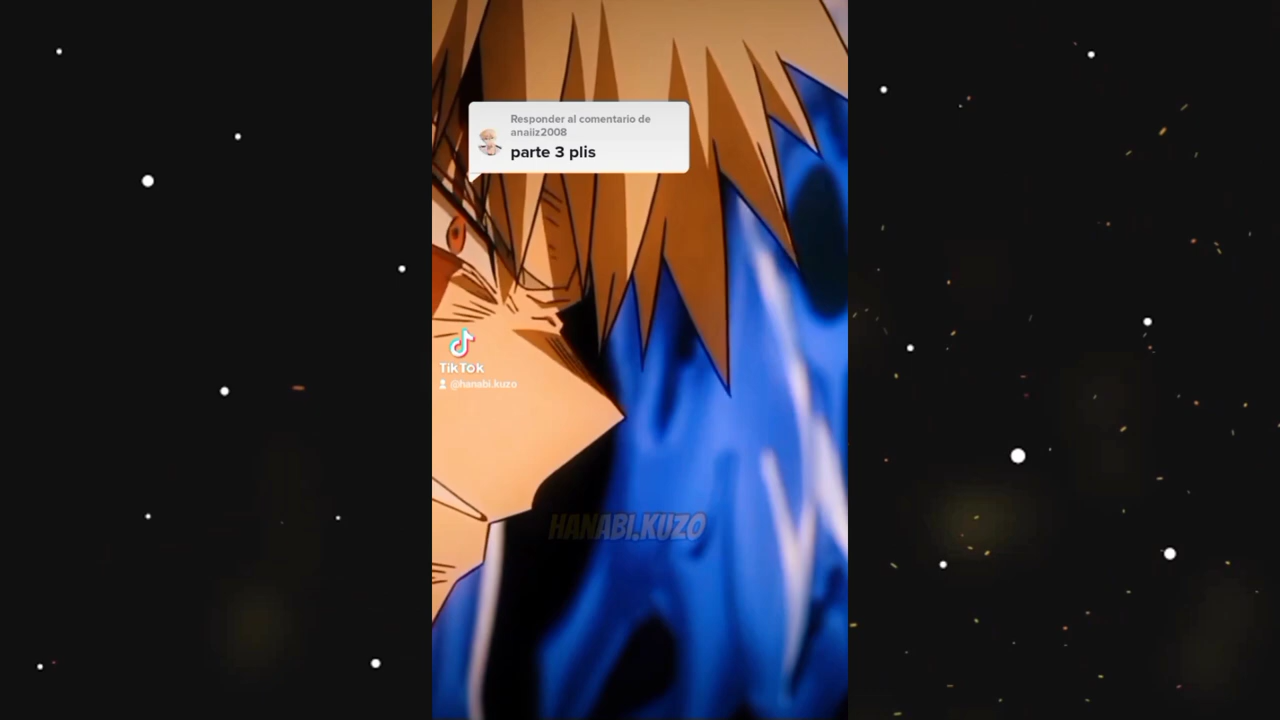 Responder al comentario de
anaiiz2008
parte 3 plis
TikTok
@hanabi.kuzo
HANABI.KUZO